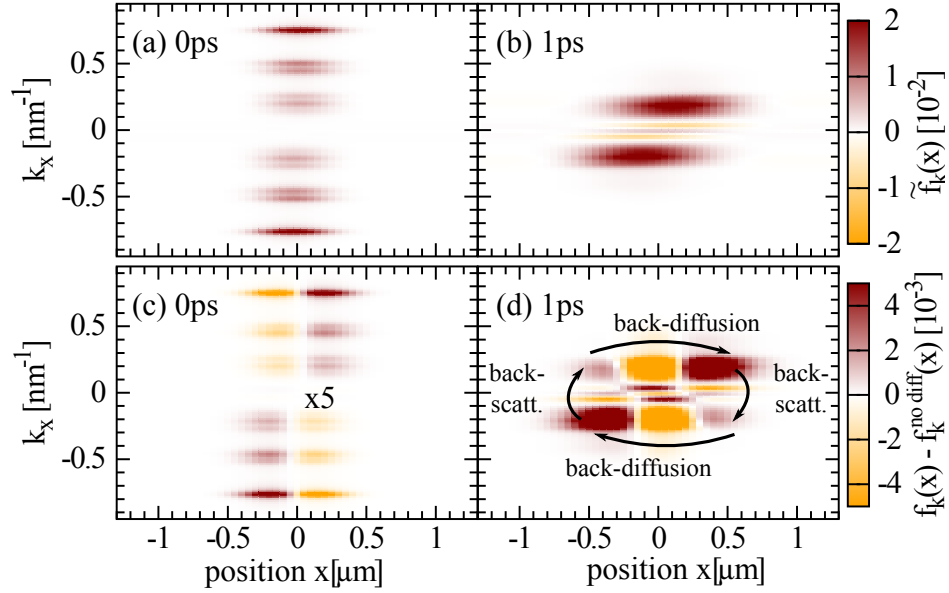 (a) 0ps
(b) 1ps
k_x [nm⁻¹]
0.5
0
-0.5
2
1
0
-1
-2
f̃_k(x) [10⁻²]
(c) 0ps
(d) 1ps
k_x [nm⁻¹]
0.5
0
-0.5
x5
back-diffusion
back-
scatt.
back-
scatt.
back-diffusion
4
2
0
-2
-4
f_k(x) - f_k^no diff(x) [10⁻³]
-1 -0.5 0 0.5 1
-1 -0.5 0 0.5 1
position x[μm]
position x[μm]